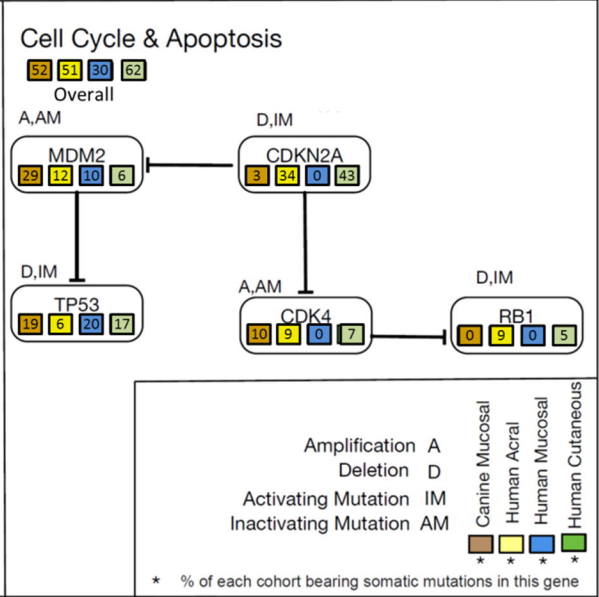 Cell Cycle & Apoptosis
52 51 30 62
Overall
A,AM
D,IM
MDM2
29 12 10 6
CDKN2A
3 34 0 43
D,IM
TP53
19 6 20 17
A,AM
CDK4
10 9 0 7
D,IM
RB1
0 9 0 5
Amplification A
Deletion D
Activating Mutation IM
Inactivating Mutation AM
Canine Mucosal
Human Acral
Human Mucosal
Human Cutaneous
* * * *
* % of each cohort bearing somatic mutations in this gene